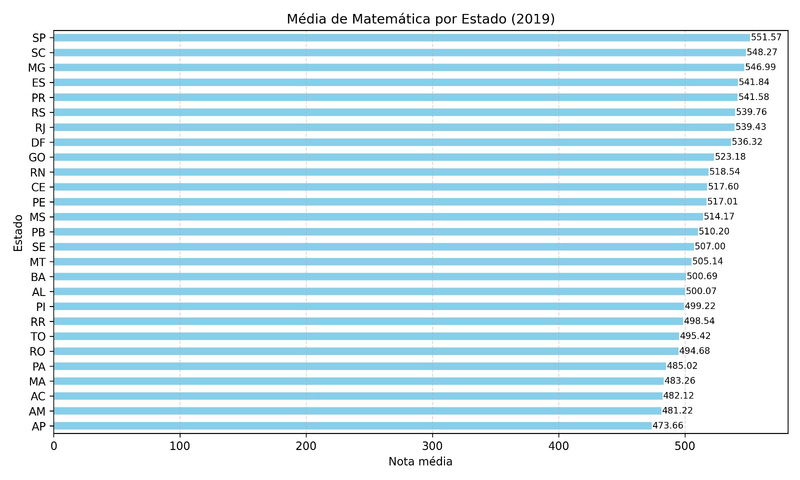 Média de Matemática por Estado (2019)
Estado
SP 551.57
SC 548.27
MG 546.99
ES 541.84
PR 541.58
RS 539.76
RJ 539.43
DF 536.32
GO 523.18
RN 518.54
CE 517.60
PE 517.01
MS 514.17
PB 510.20
SE 507.00
MT 505.14
BA 500.69
AL 500.07
PI 499.22
RR 498.54
TO 495.42
RO 494.68
PA 485.02
MA 483.26
AC 482.12
AM 481.22
AP 473.66
0 100 200 300 400 500
Nota média